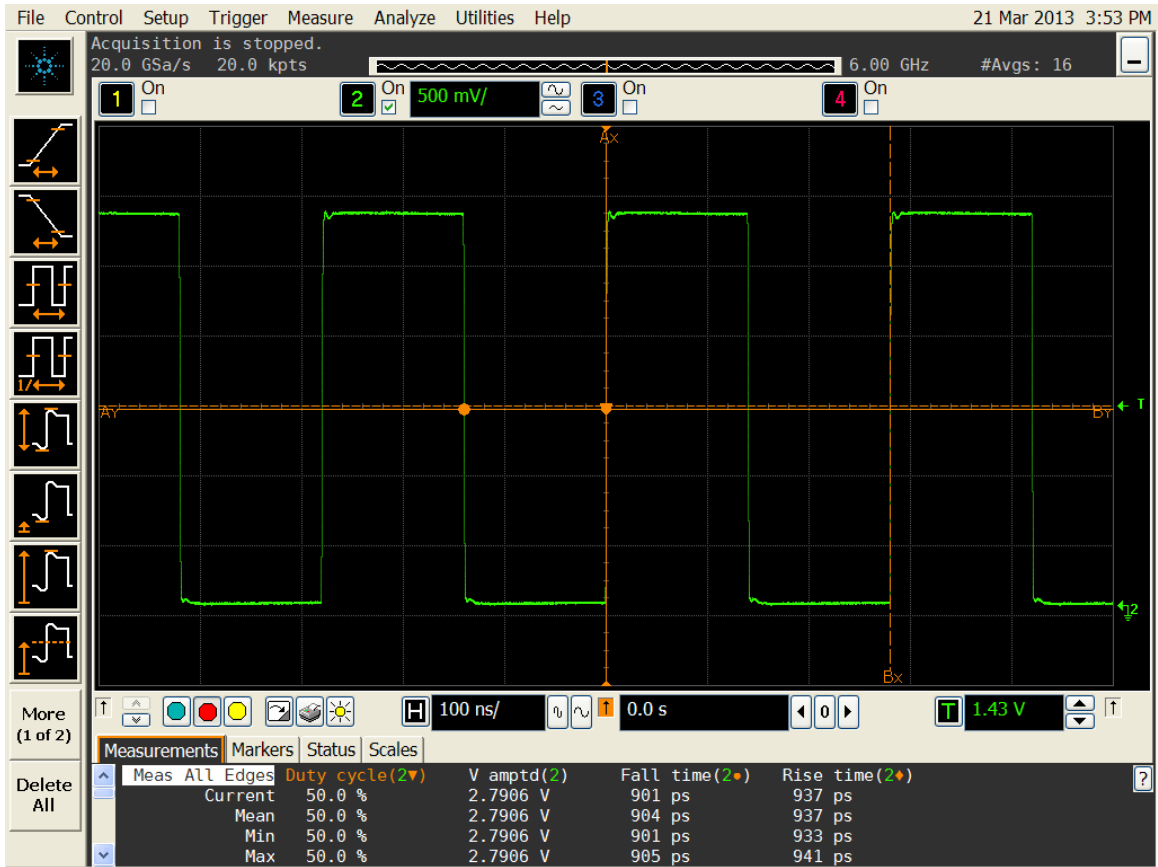 File Control Setup Trigger Measure Analyze Utilities Help 21 Mar 2013 3:53 PM
Acquisition is stopped.
20.0 GSa/s 20.0 kpts 6.00 GHz #Avgs: 16
1 On 2 On 500 mV/ 3 On 4 On
Ax
1/
AY BY T
2
Bx
More
(1 of 2)
H 100 ns/ 0.0 s 0 T 1.43 V
Measurements Markers Status Scales
Delete
All
Meas All Edges Duty cycle(2▼) V amptd(2) Fall time(2●) Rise time(2♦) ?
Current 50.0 % 2.7906 V 901 ps 937 ps
Mean 50.0 % 2.7906 V 904 ps 937 ps
Min 50.0 % 2.7906 V 901 ps 933 ps
Max 50.0 % 2.7906 V 905 ps 941 ps